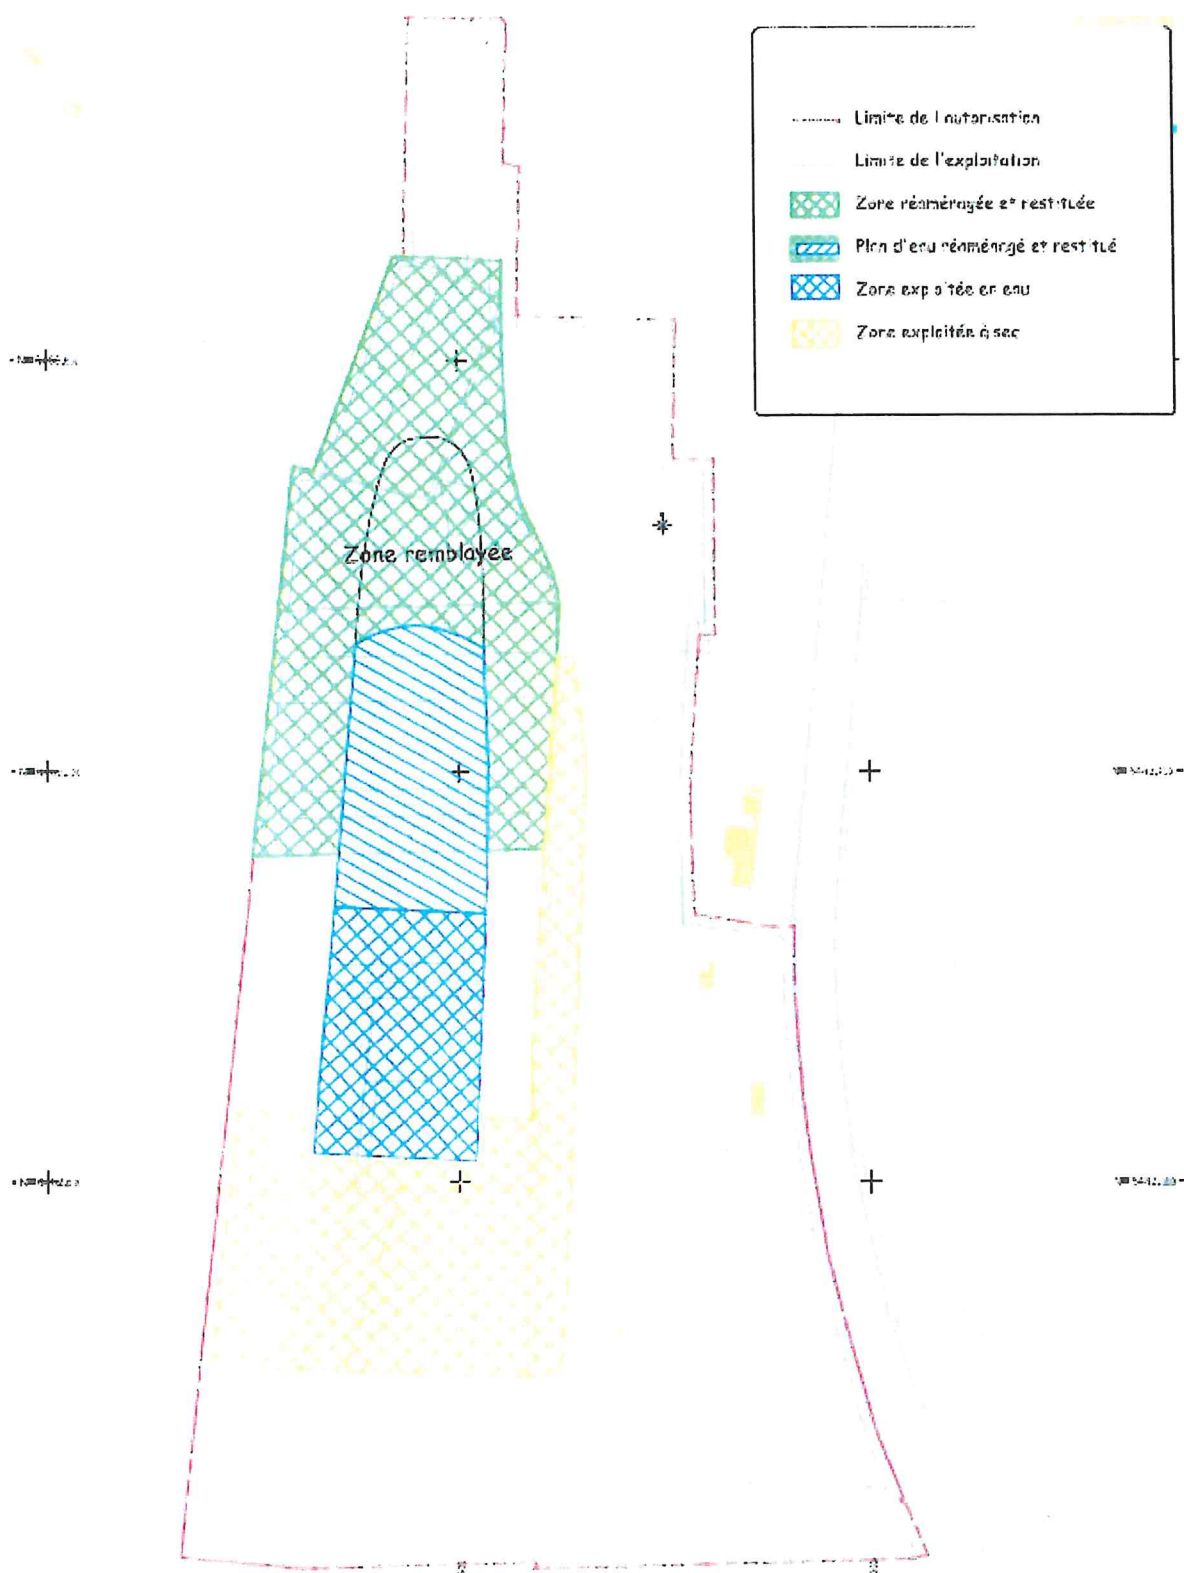 Limite de l'autorisation
Limite de l'exploitation
Zone réaménagée et restituée
Plan d'eau réaménagé et restitué
Zone exploitée en eau
Zone exploitée à sec
Zone remblayée